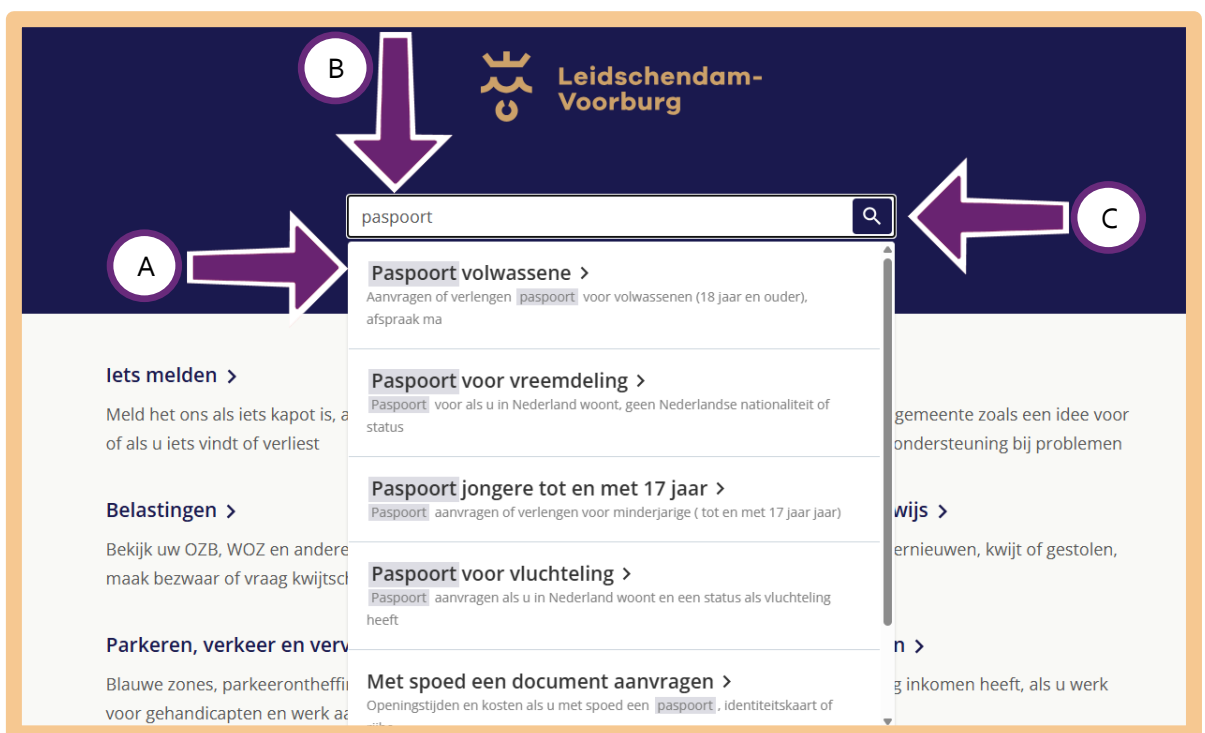 B
Leidschendam-
Voorburg
paspoort
C
A
Paspoort volwassene
Aanvragen of verlengen paspoort voor volwassenen (18 jaar en ouder),
afspraak ma
Paspoort voor vreemdeling
Paspoort voor als u in Nederland woont, geen Nederlandse nationaliteit of
status
Paspoort jongere tot en met 17 jaar
Paspoort aanvragen of verlengen voor minderjarige ( tot en met 17 jaar jaar)
Paspoort voor vluchteling
Paspoort aanvragen als u in Nederland woont en een status als vluchteling
heeft
Met spoed een document aanvragen
Openingstijden en kosten als u met spoed een paspoort, identiteitskaart of
Iets melden
Meld het ons als iets kapot is, a
of als u iets vindt of verliest
gemeente zoals een idee voor
ondersteuning bij problemen
Belastingen
Bekijk uw OZB, WOZ en andere
maak bezwaar of vraag kwijtsch
wijs
ernieuwen, kwijt of gestolen,
Parkeren, verkeer en verv
Blauwe zones, parkeerontheffi
voor gehandicapten en werk aa
n
g inkomen heeft, als u werk